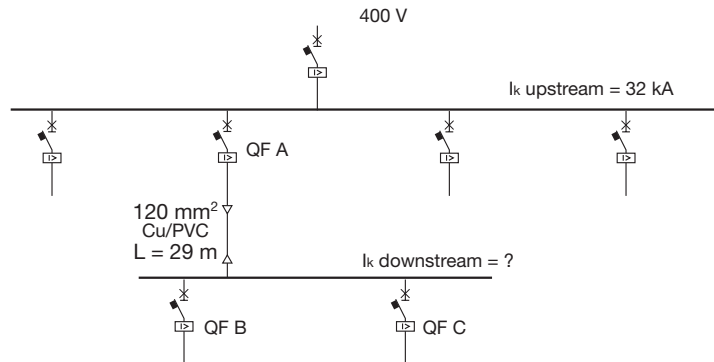 400 V
I>
Ik upstream = 32 kA
I> I> I> I>
QF A
120 mm²
Cu/PVC
L = 29 m
Ik downstream = ?
I> QF B I> QF C